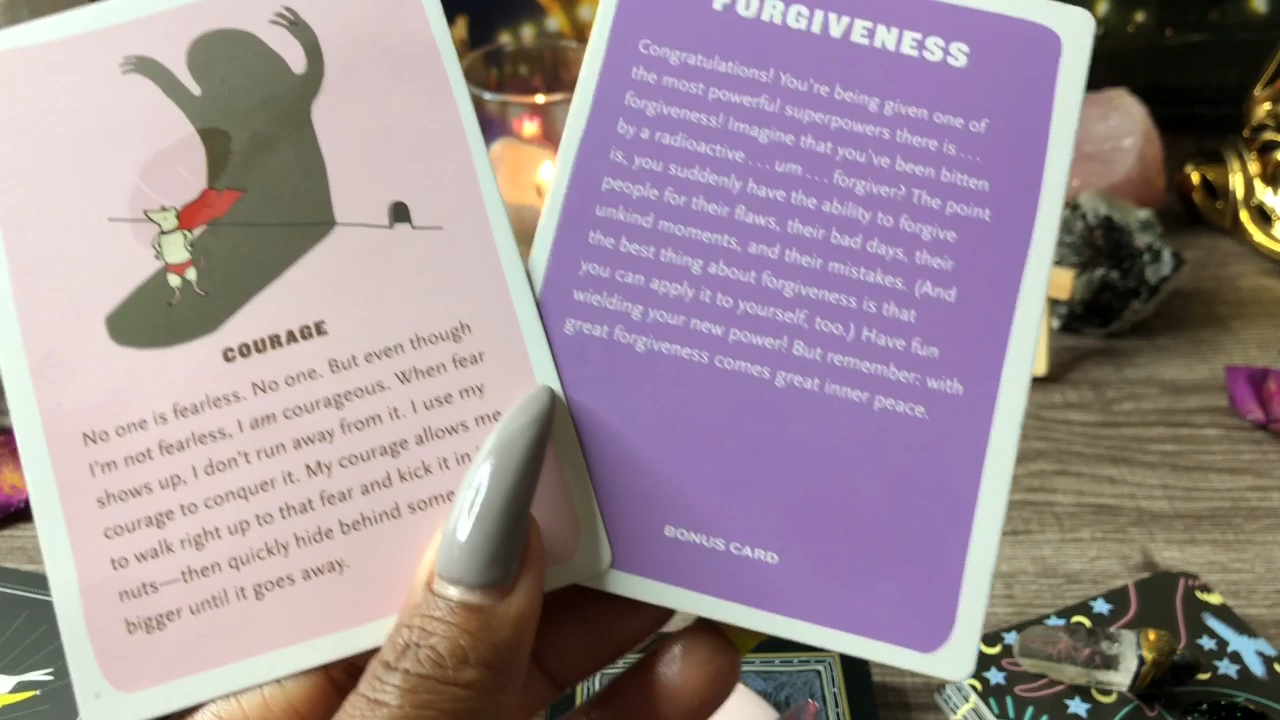 COURAGE
No one is fearless. No one. But even though
I'm not fearless, I am courageous. When fear
shows up, I don't run away from it. I use my
courage to conquer it. My courage allows me
to walk right up to that fear and kick it in
nuts—then quickly hide behind some
bigger until it goes away.
FORGIVENESS
Congratulations! You're being given one of
the most powerful superpowers there is . . .
forgiveness! Imagine that you've been bitten
by a radioactive . . . um . . . forgiver? The point
is, you suddenly have the ability to forgive
people for their flaws, their bad days, their
unkind moments, and their mistakes. (And
the best thing about forgiveness is that
you can apply it to yourself, too.) Have fun
wielding your new power! But remember: with
great forgiveness comes great inner peace.
BONUS CARD